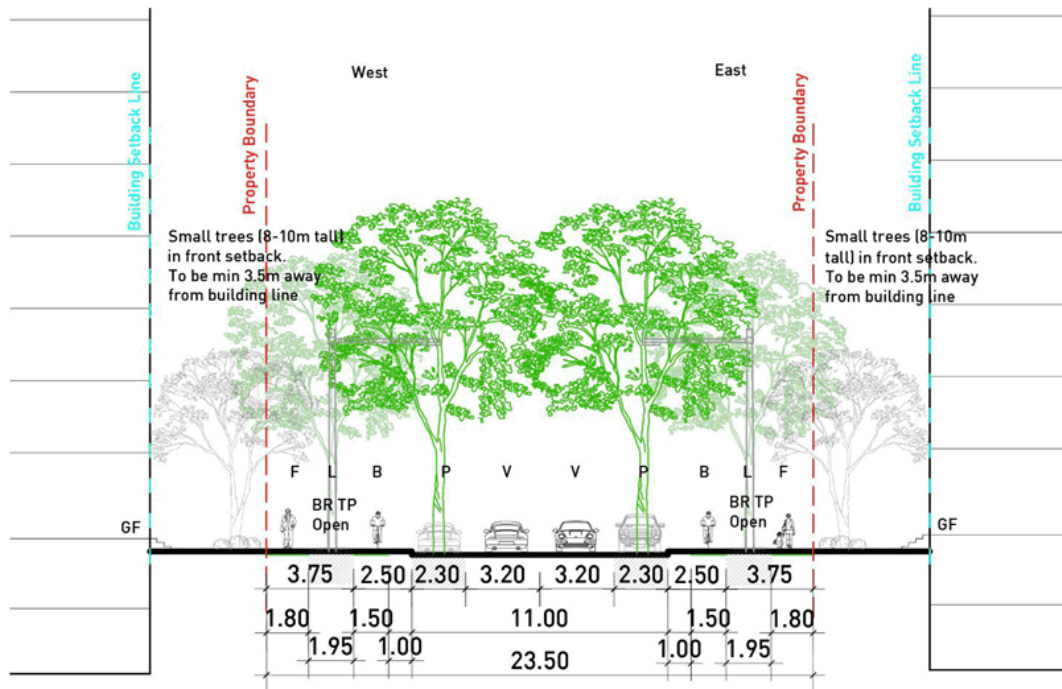 West
East
Building Setback Line
Property Boundary
Property Boundary
Building Setback Line
Small trees (8-10m tall)
in front setback.
To be min 3.5m away
from building line
Small trees (8-10m
tall) in front setback.
To be min 3.5m away
from building line
F L B P V V P B L F
BR TP
Open
BR TP
Open
GF
GF
3.75 2.50 2.30 3.20 3.20 2.30 2.50 3.75
1.80 1.50 11.00 1.50 1.80
1.95 1.00 1.00 1.95
23.50